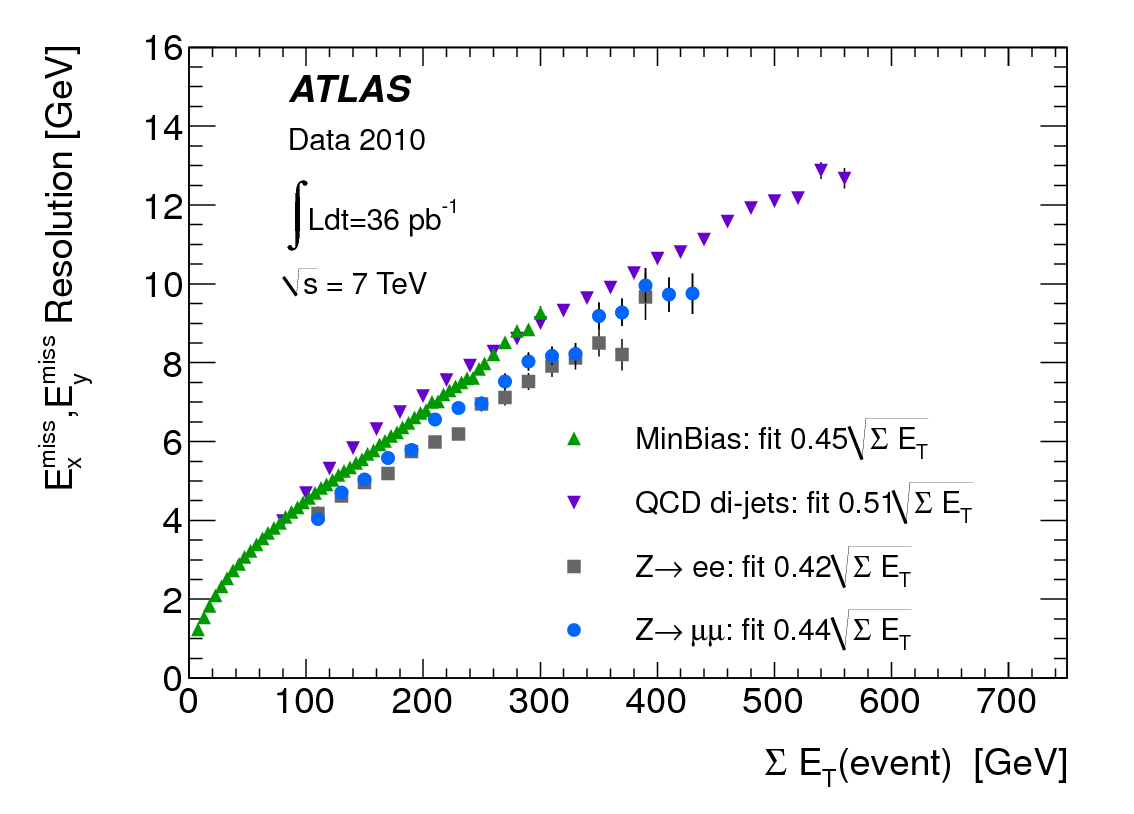 16
14
12
10
8
6
4
2
0
E_x^miss,E_y^miss Resolution [GeV]
ATLAS
Data 2010
∫Ldt=36 pb^-1
√s = 7 TeV
MinBias: fit 0.45√Σ E_T
QCD di-jets: fit 0.51√Σ E_T
Z→ ee: fit 0.42√Σ E_T
Z→ μμ: fit 0.44√Σ E_T
0 100 200 300 400 500 600 700
Σ E_T(event) [GeV]